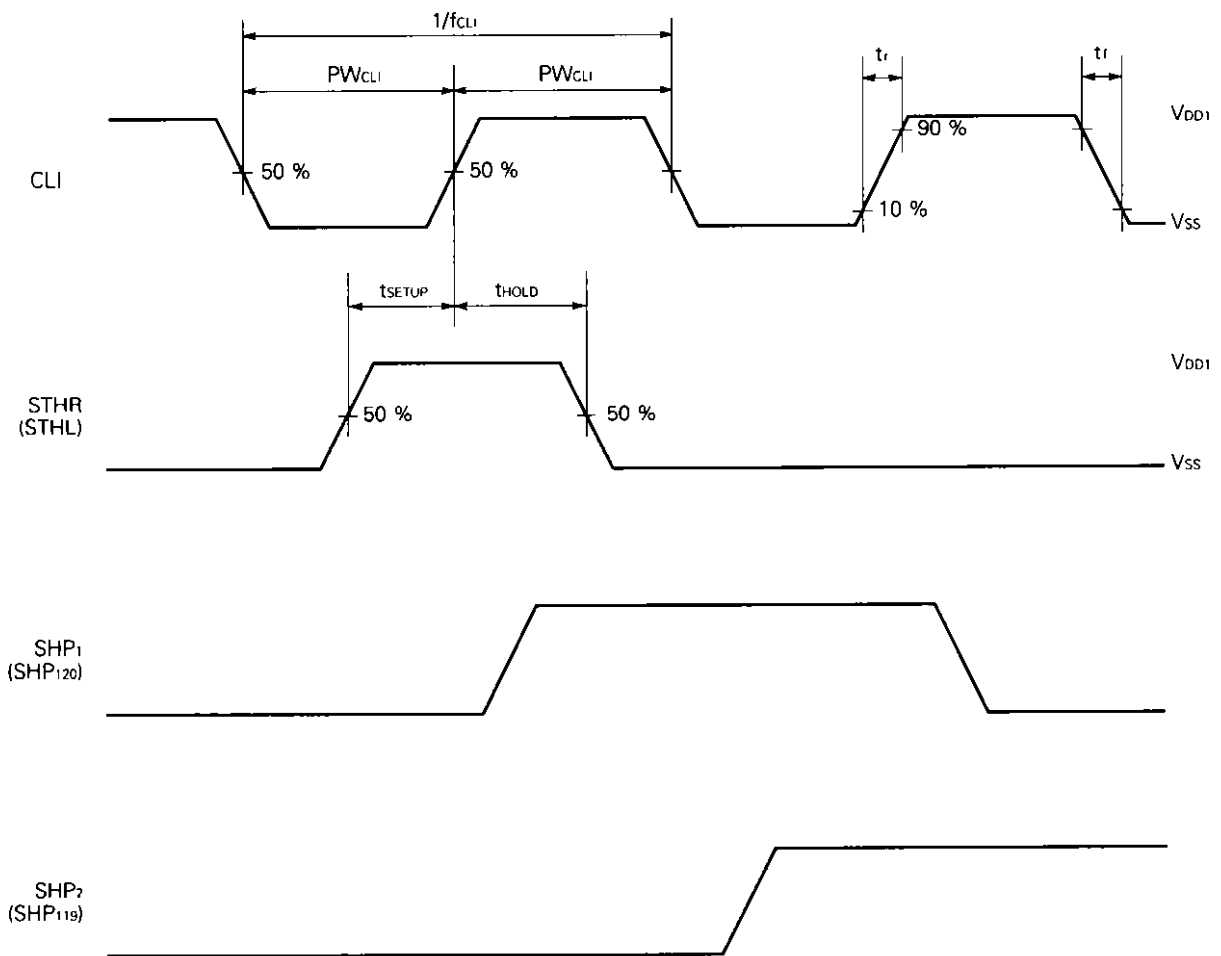 1/fCLI
PWCLI PWCLI tr tf
VDD1
90 %
CLI 50 % 50 %
10 %
VSS
tSETUP tHOLD
VDD1
STHR
(STHL) 50 % 50 %
VSS
SHP1
(SHP120)
SHP2
(SHP119)